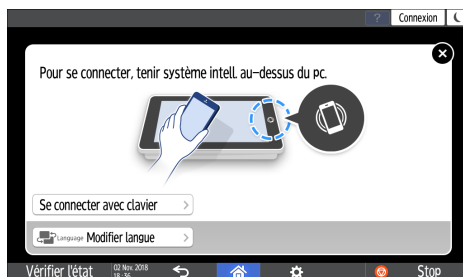 ? Connexion
Pour se connecter, tenir système intell. au-dessus du pc.
Se connecter avec clavier
Language Modifier langue
Vérifier l'état 02 Nov. 2018 Stop
18:36